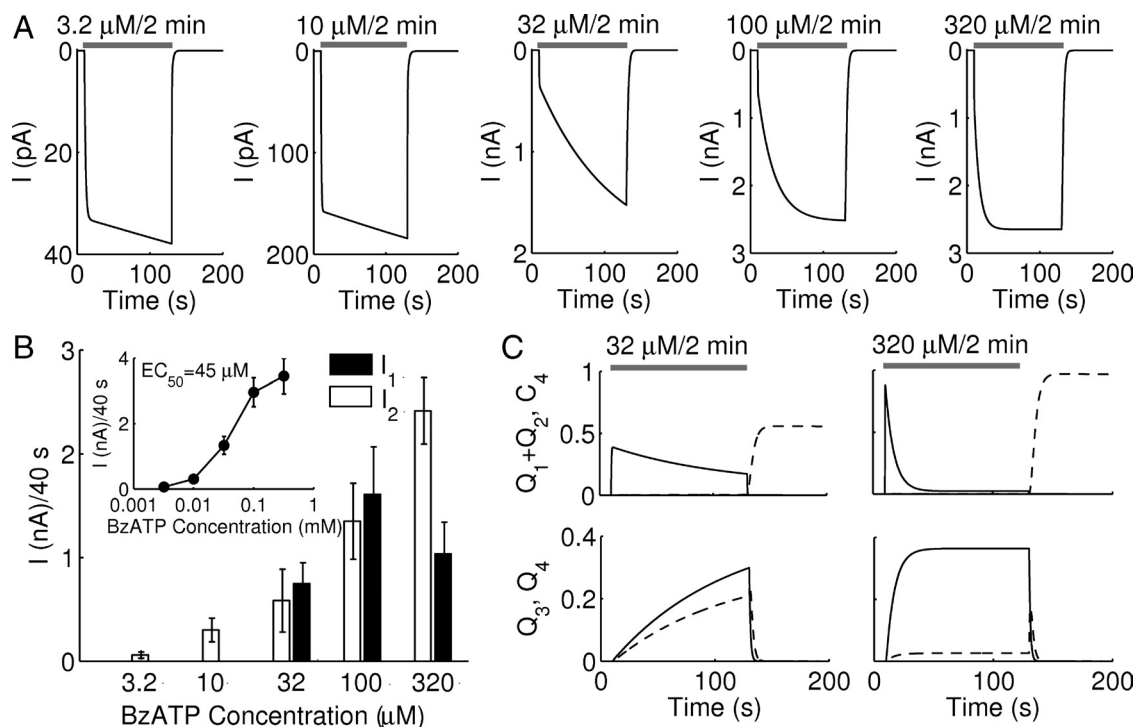 A
3.2 μM/2 min
10 μM/2 min
32 μM/2 min
100 μM/2 min
320 μM/2 min
I (pA)
0
20
40
0 100 200
Time (s)
I (pA)
0
100
200
0 100 200
Time (s)
I (nA)
0
1
2
0 100 200
Time (s)
I (nA)
0
1
2
3
0 100 200
Time (s)
I (nA)
0
1
2
3
0 100 200
Time (s)
B
I (nA)/40 s
3
2
1
0
3.2 10 32 100 320
BzATP Concentration (μM)
EC50=45 μM
I (nA)/40 s
4
2
0
0.001 0.01 0.1 1
BzATP Concentration (mM)
I1
I2
C
32 μM/2 min
320 μM/2 min
Q1+Q2, C4
1
0.5
0
0 100 200
0 100 200
Q3, Q4
0.4
0.2
0
0 100 200
Time (s)
0 100 200
Time (s)